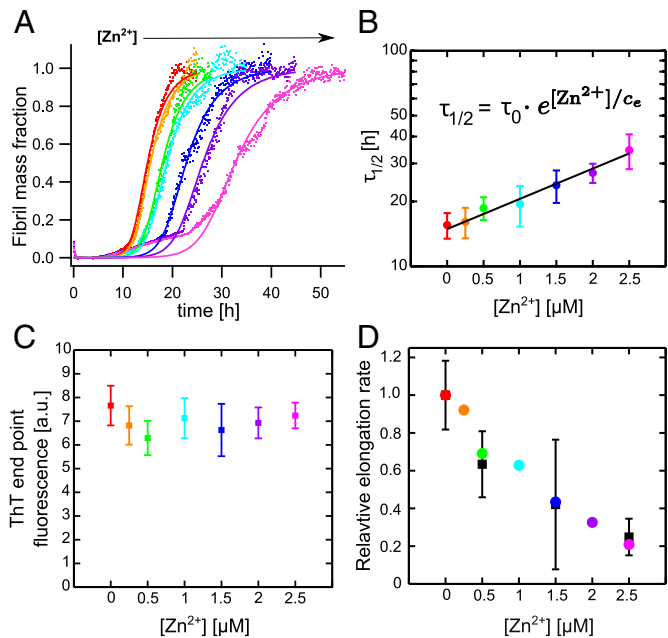 A
[Zn²⁺]
Fibril mass fraction
1.0
0.8
0.6
0.4
0.2
0.0
0 10 20 30 40 50
time [h]
B
τ₁/₂ = τ₀ · e^[Zn²⁺]/cₑ
τ₁/₂ [h]
100
40
30
20
10
0 0.5 1 1.5 2 2.5
[Zn²⁺] [µM]
C
ThT end point
fluorescence [a.u.]
10
9
8
7
6
5
4
3
2
1
0
0 0.5 1 1.5 2 2.5
[Zn²⁺] [µM]
D
Relavtive elongation rate
1.2
1.0
0.8
0.6
0.4
0.2
0
0 0.5 1 1.5 2 2.5
[Zn²⁺] [µM]